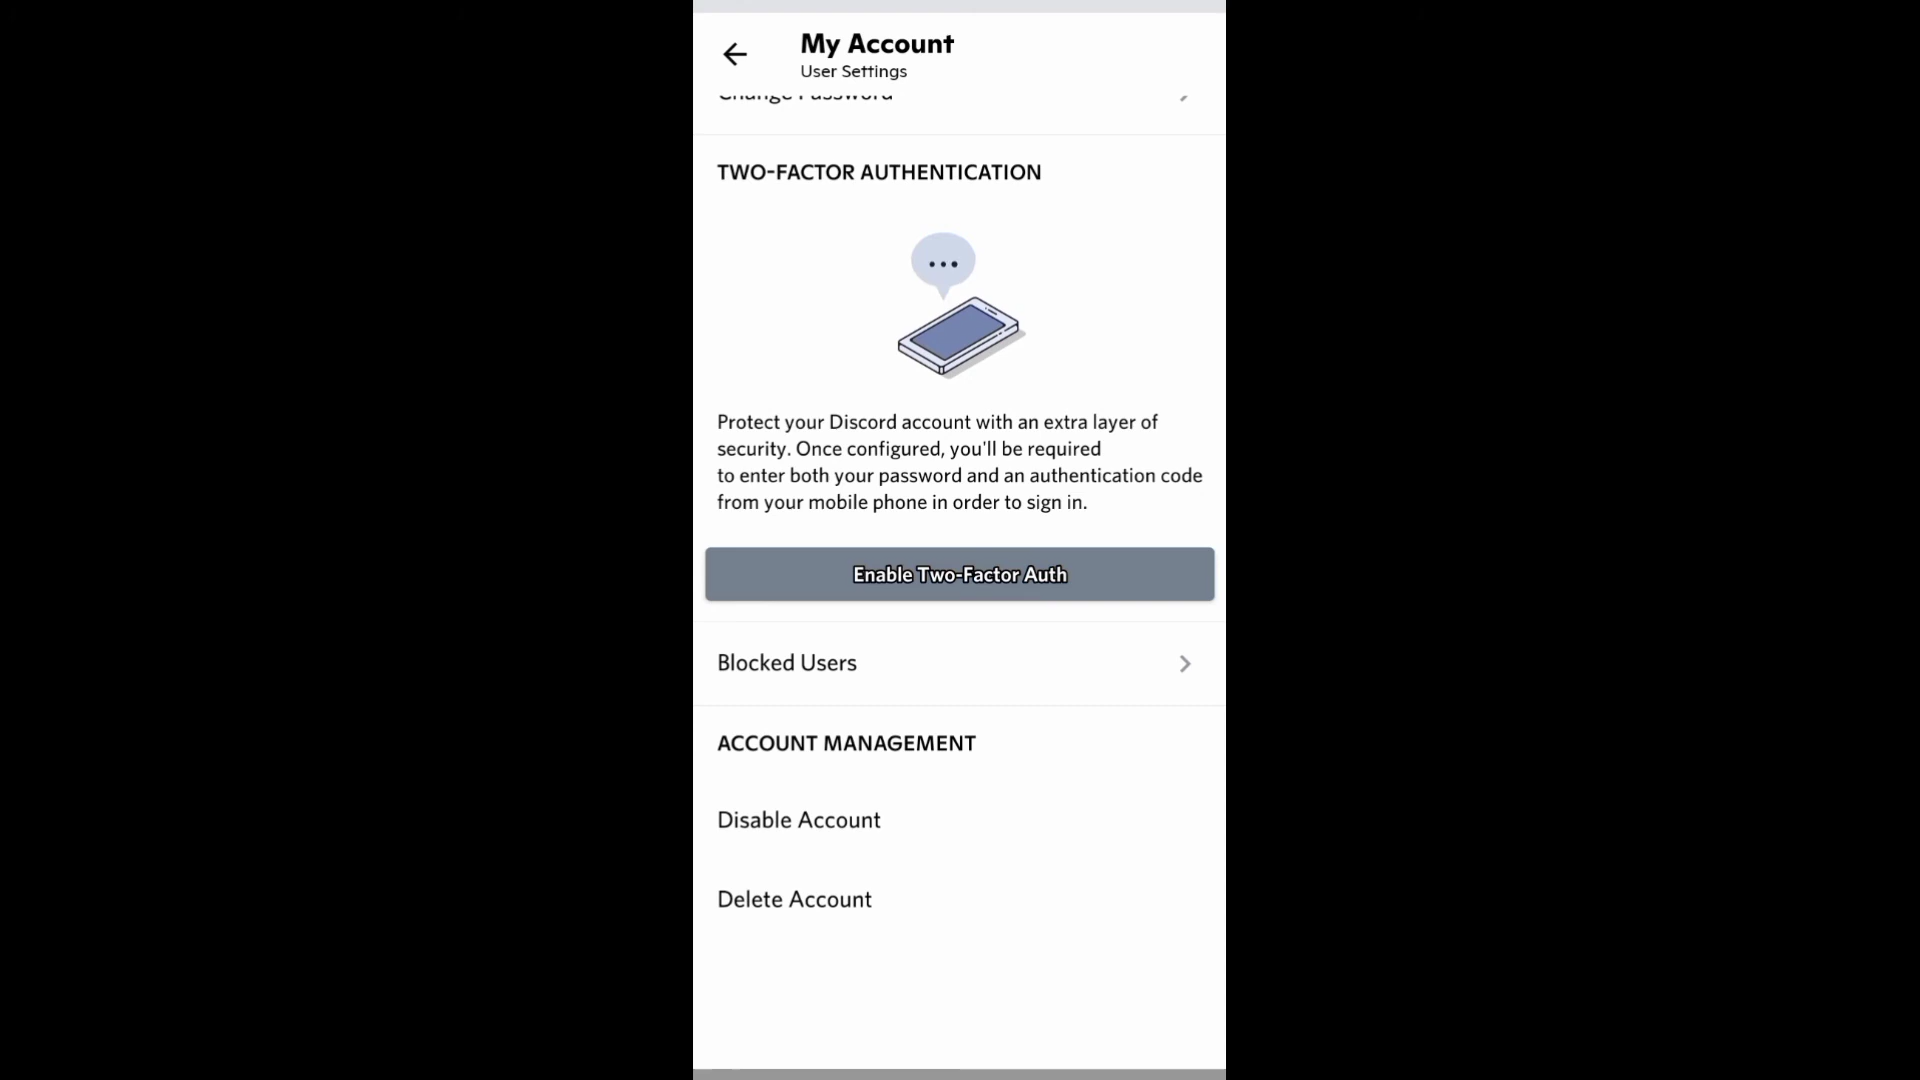 My Account
User Settings
Change Password
TWO-FACTOR AUTHENTICATION
Protect your Discord account with an extra layer of
security. Once configured, you'll be required
to enter both your password and an authentication code
from your mobile phone in order to sign in.
Enable Two-Factor Auth
Blocked Users
ACCOUNT MANAGEMENT
Disable Account
Delete Account